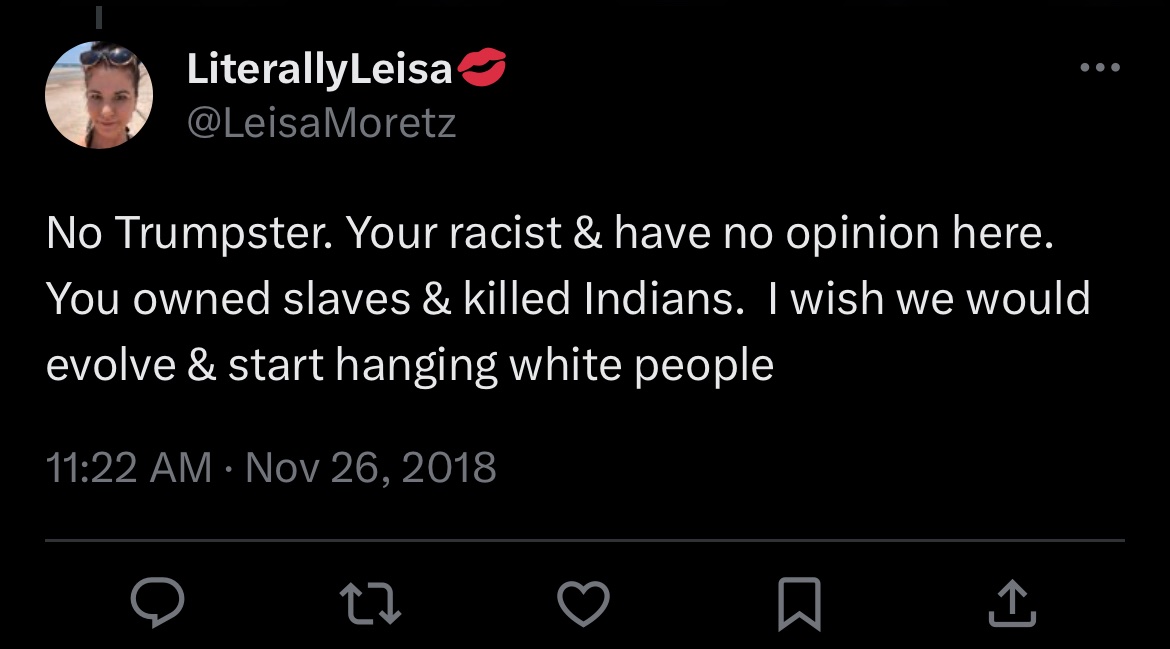 LiterallyLeisa💋
@LeisaMoretz
No Trumpster. Your racist & have no opinion here.
You owned slaves & killed Indians.  I wish we would
evolve & start hanging white people
11:22 AM · Nov 26, 2018